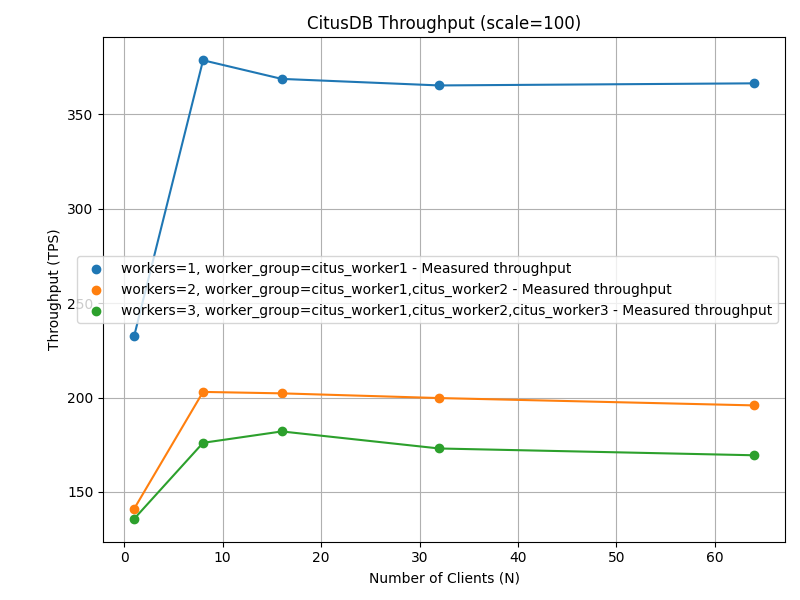 CitusDB Throughput (scale=100)
350
300
250
200
150
Throughput (TPS)
workers=1, worker_group=citus_worker1 - Measured throughput
workers=2, worker_group=citus_worker1,citus_worker2 - Measured throughput
workers=3, worker_group=citus_worker1,citus_worker2,citus_worker3 - Measured throughput
0 10 20 30 40 50 60
Number of Clients (N)